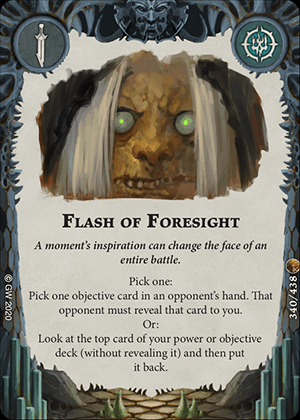 Flash of Foresight
A moment's inspiration can change the face of an
entire battle.
Pick one:
Pick one objective card in an opponent's hand. That
opponent must reveal that card to you.
Or:
Look at the top card of your power or objective
deck (without revealing it) and then put
it back.
© GW 2020
340/438